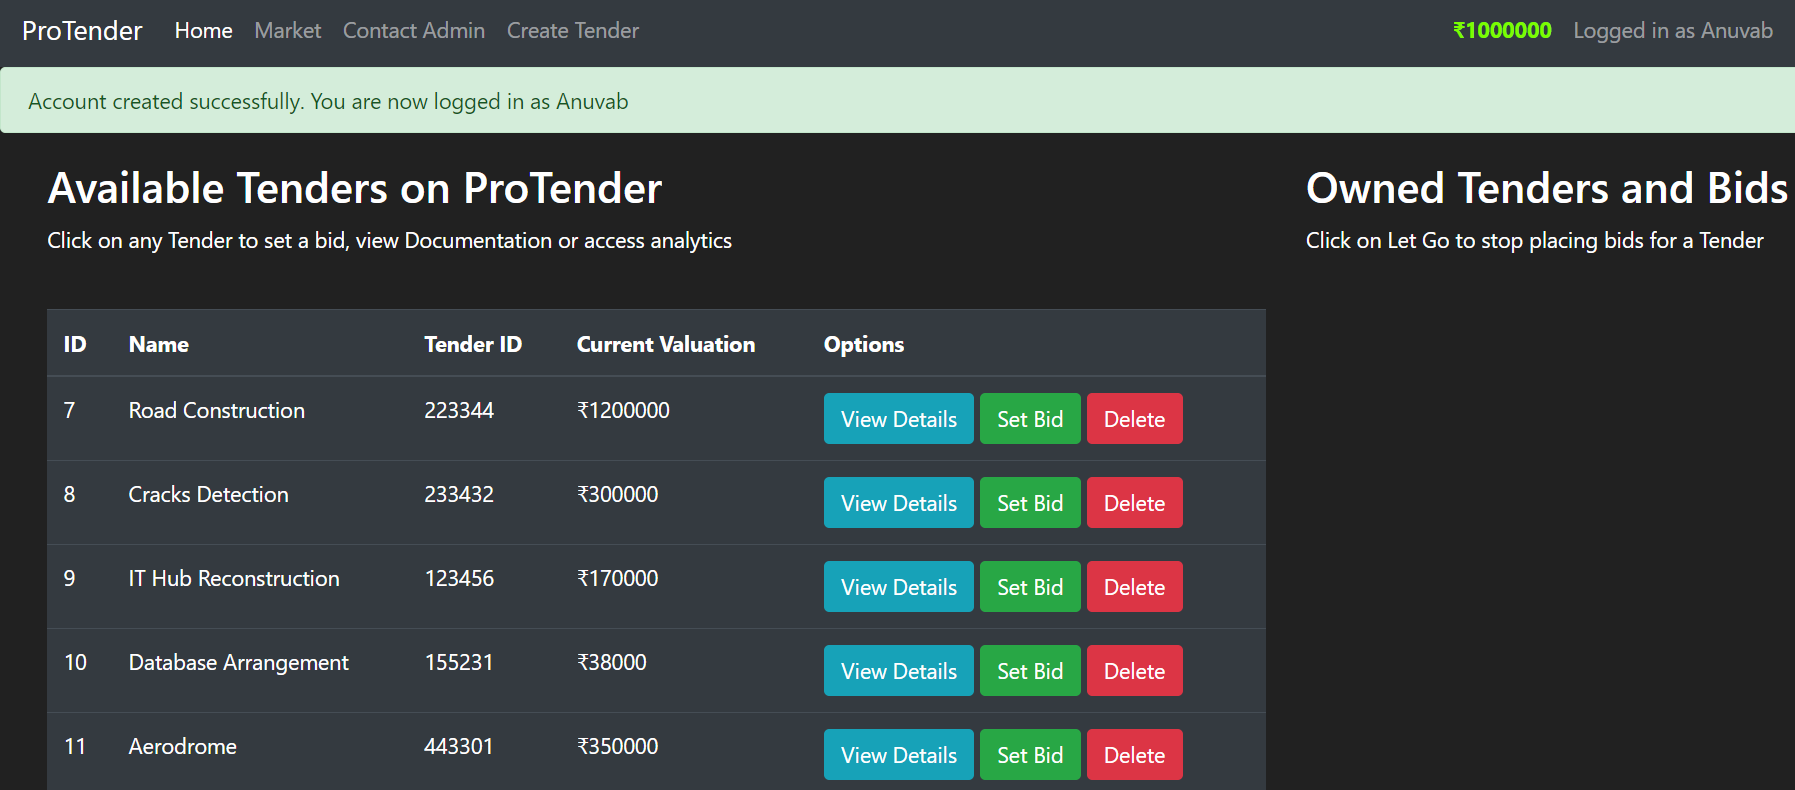 ProTender Home Market Contact Admin Create Tender ₹1000000 Logged in as Anuvab
Account created successfully. You are now logged in as Anuvab
Available Tenders on ProTender
Click on any Tender to set a bid, view Documentation or access analytics
Owned Tenders and Bids
Click on Let Go to stop placing bids for a Tender
ID Name Tender ID Current Valuation Options
7 Road Construction 223344 ₹1200000 View Details Set Bid Delete
8 Cracks Detection 233432 ₹300000 View Details Set Bid Delete
9 IT Hub Reconstruction 123456 ₹170000 View Details Set Bid Delete
10 Database Arrangement 155231 ₹38000 View Details Set Bid Delete
11 Aerodrome 443301 ₹350000 View Details Set Bid Delete